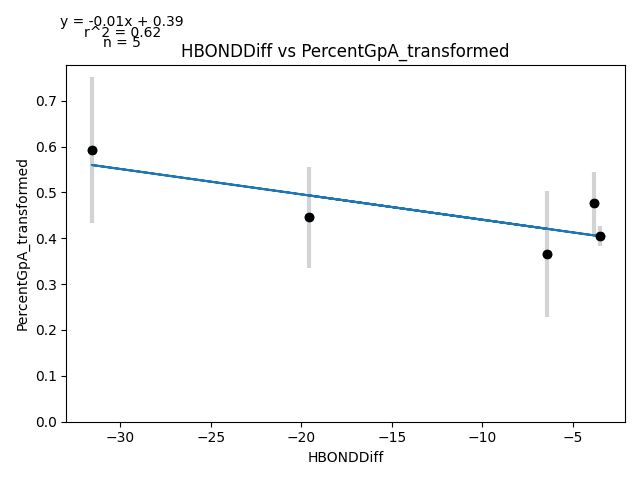 y = -0.01x + 0.39
r^2 = 0.62
n = 5
HBONDDiff vs PercentGpA_transformed
0.7
0.6
0.5
0.4
0.3
0.2
0.1
0.0
PercentGpA_transformed
−30
−25
−20
−15
−10
−5
HBONDDiff